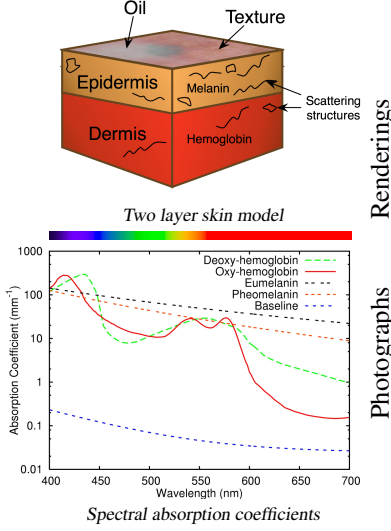 Oil
Texture
Epidermis
Melanin
Scattering
structures
Dermis
Hemoglobin
Two layer skin model
Renderings
Deoxy-hemoglobin
Oxy-hemoglobin
Eumelanin
Pheomelanin
Baseline
Absorption Coefficient (mm⁻¹)
1000
100
10
1
0.1
0.01
400
450
500
550
600
650
700
Wavelength (nm)
Spectral absorption coefficients
Photographs